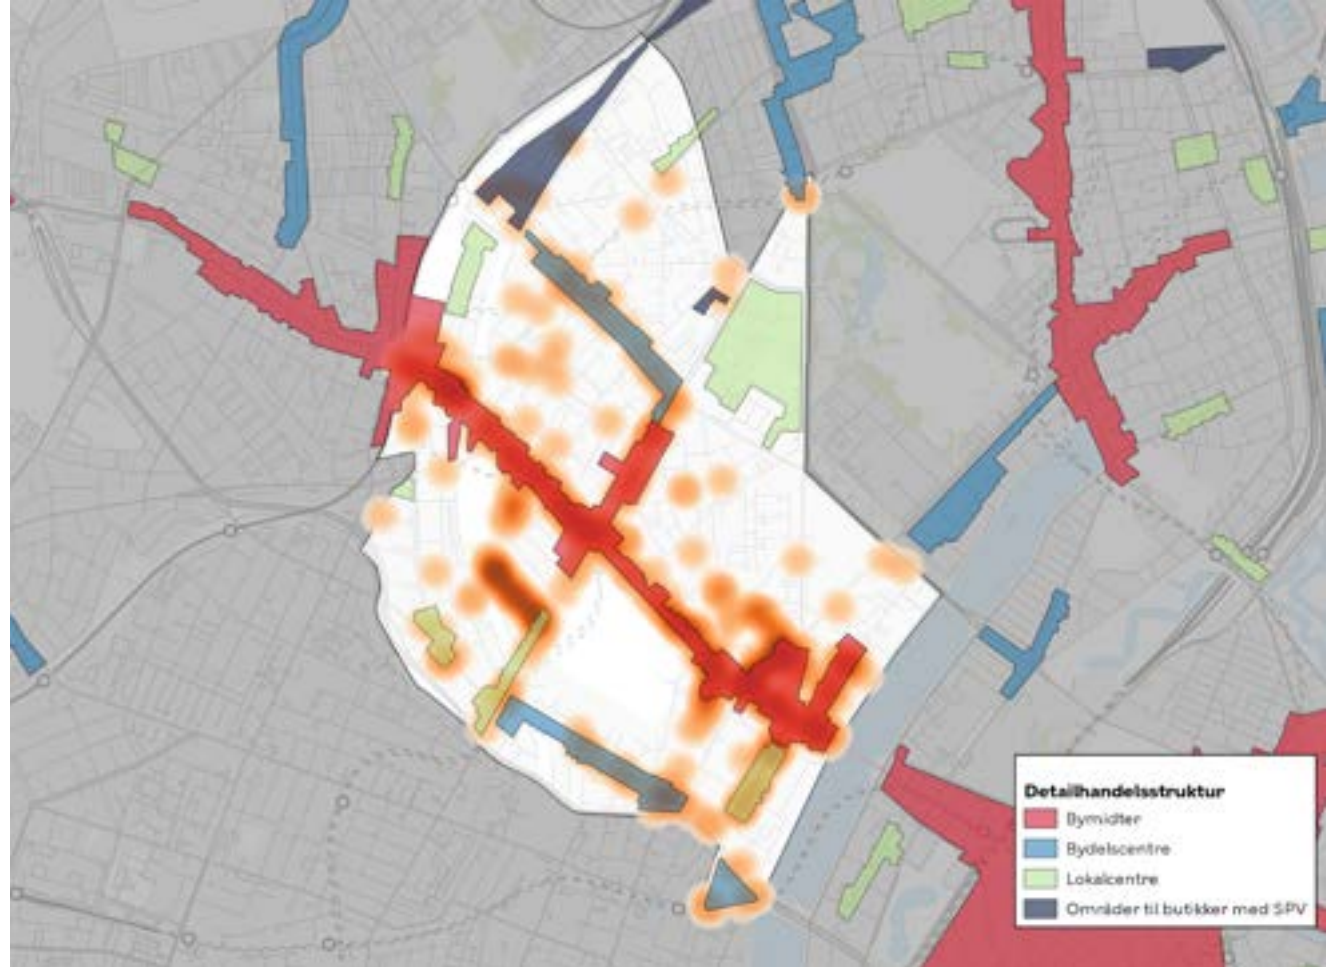 Detailhandelsstruktur
Bymidter
Bydelscentre
Lokalcentre
Områder til butikker med SPV